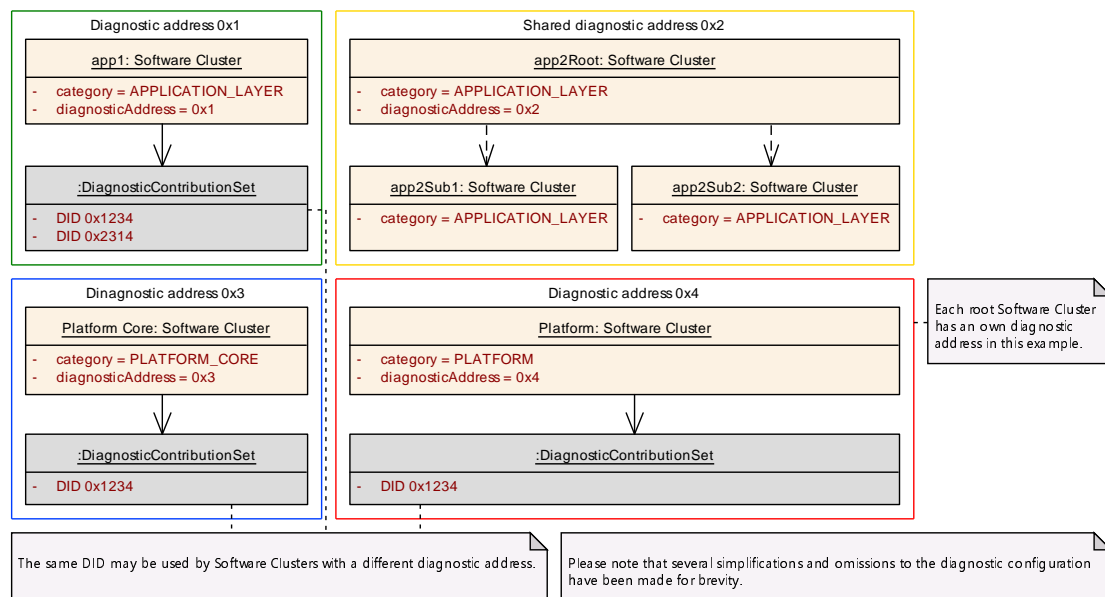 Diagnostic address 0x1
app1: Software Cluster
- category = APPLICATION_LAYER
- diagnosticAddress = 0x1
:DiagnosticContributionSet
- DID 0x1234
- DID 0x2314
Shared diagnostic address 0x2
app2Root: Software Cluster
- category = APPLICATION_LAYER
- diagnosticAddress = 0x2
app2Sub1: Software Cluster
- category = APPLICATION_LAYER
app2Sub2: Software Cluster
- category = APPLICATION_LAYER
Dinagnostic address 0x3
Platform Core: Software Cluster
- category = PLATFORM_CORE
- diagnosticAddress = 0x3
:DiagnosticContributionSet
- DID 0x1234
Diagnostic address 0x4
Platform: Software Cluster
- category = PLATFORM
- diagnosticAddress = 0x4
:DiagnosticContributionSet
- DID 0x1234
Each root Software Cluster
has an own diagnostic
address in this example.
The same DID may be used by Software Clusters with a different diagnostic address.
Please note that several simplifications and omissions to the diagnostic configuration
have been made for brevity.